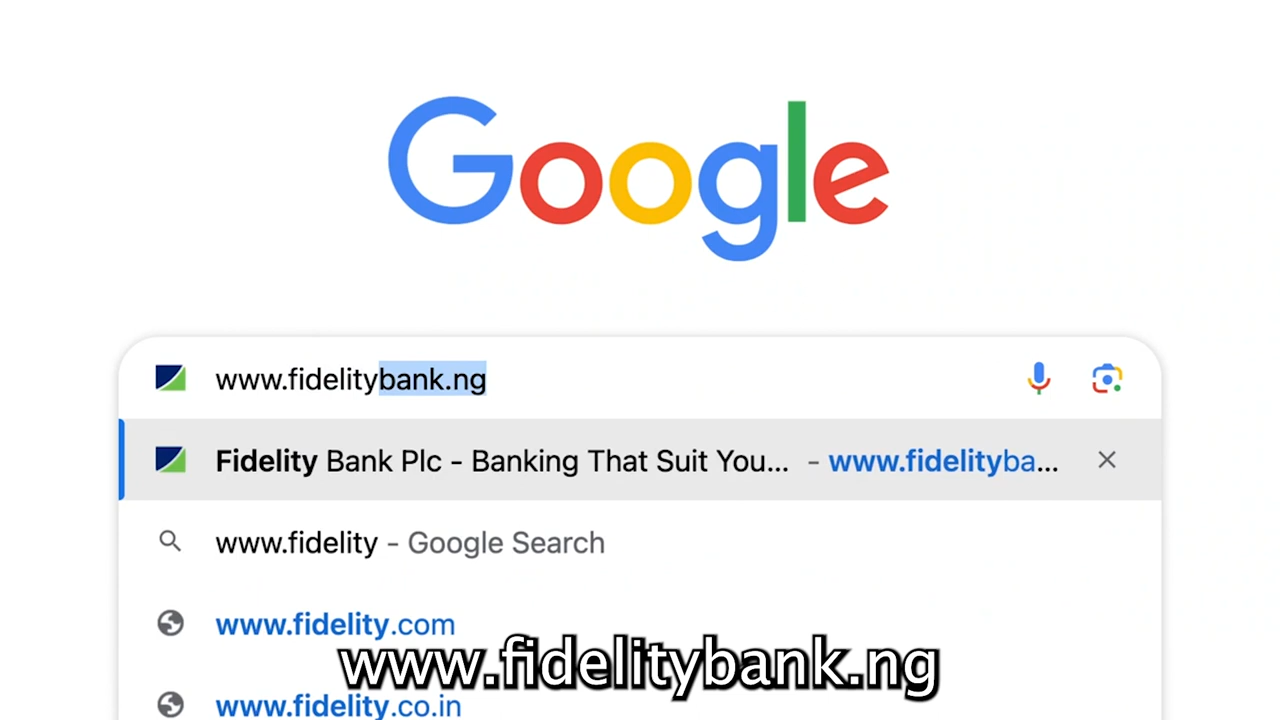 Google
www.fidelitybank.ng
Fidelity Bank Plc - Banking That Suit You... - www.fidelityba...
www.fidelity - Google Search
www.fidelity.com
www.fidelitybank.ng
www.fidelity.co.in